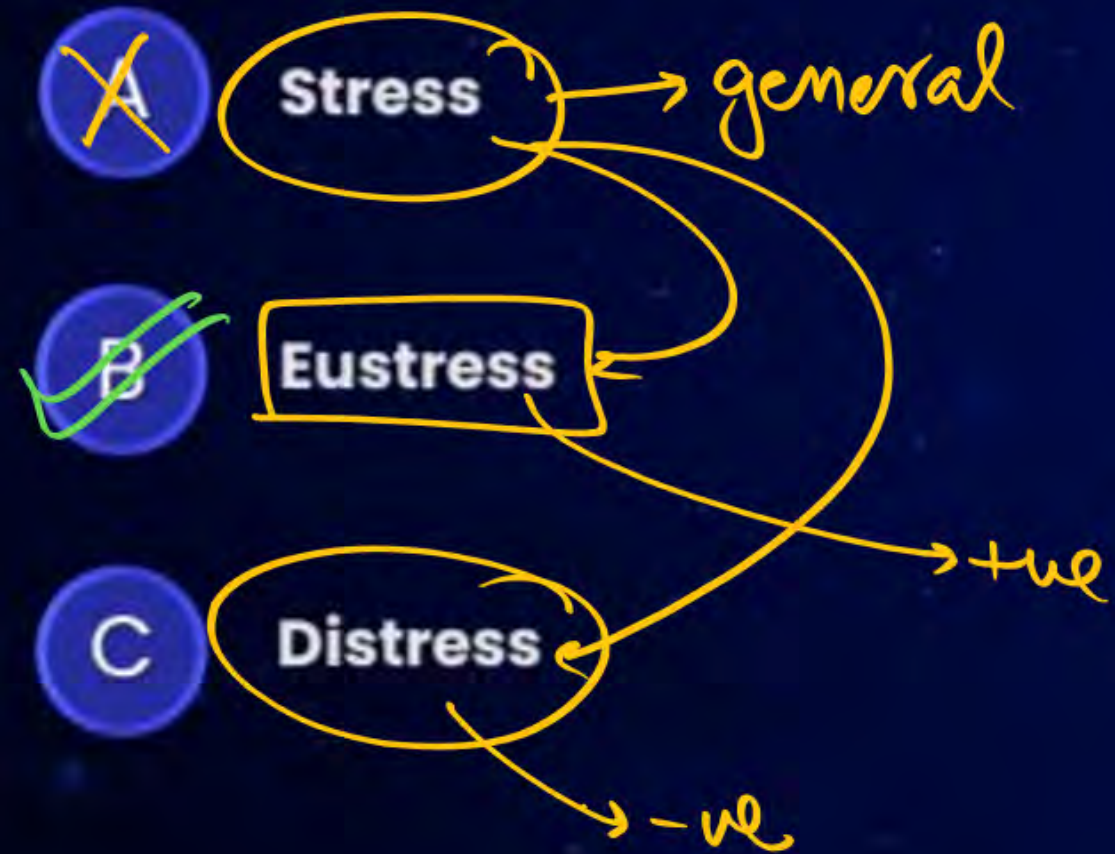 A Stress → general
B Eustress
→ +ve
C Distress
→ -ve